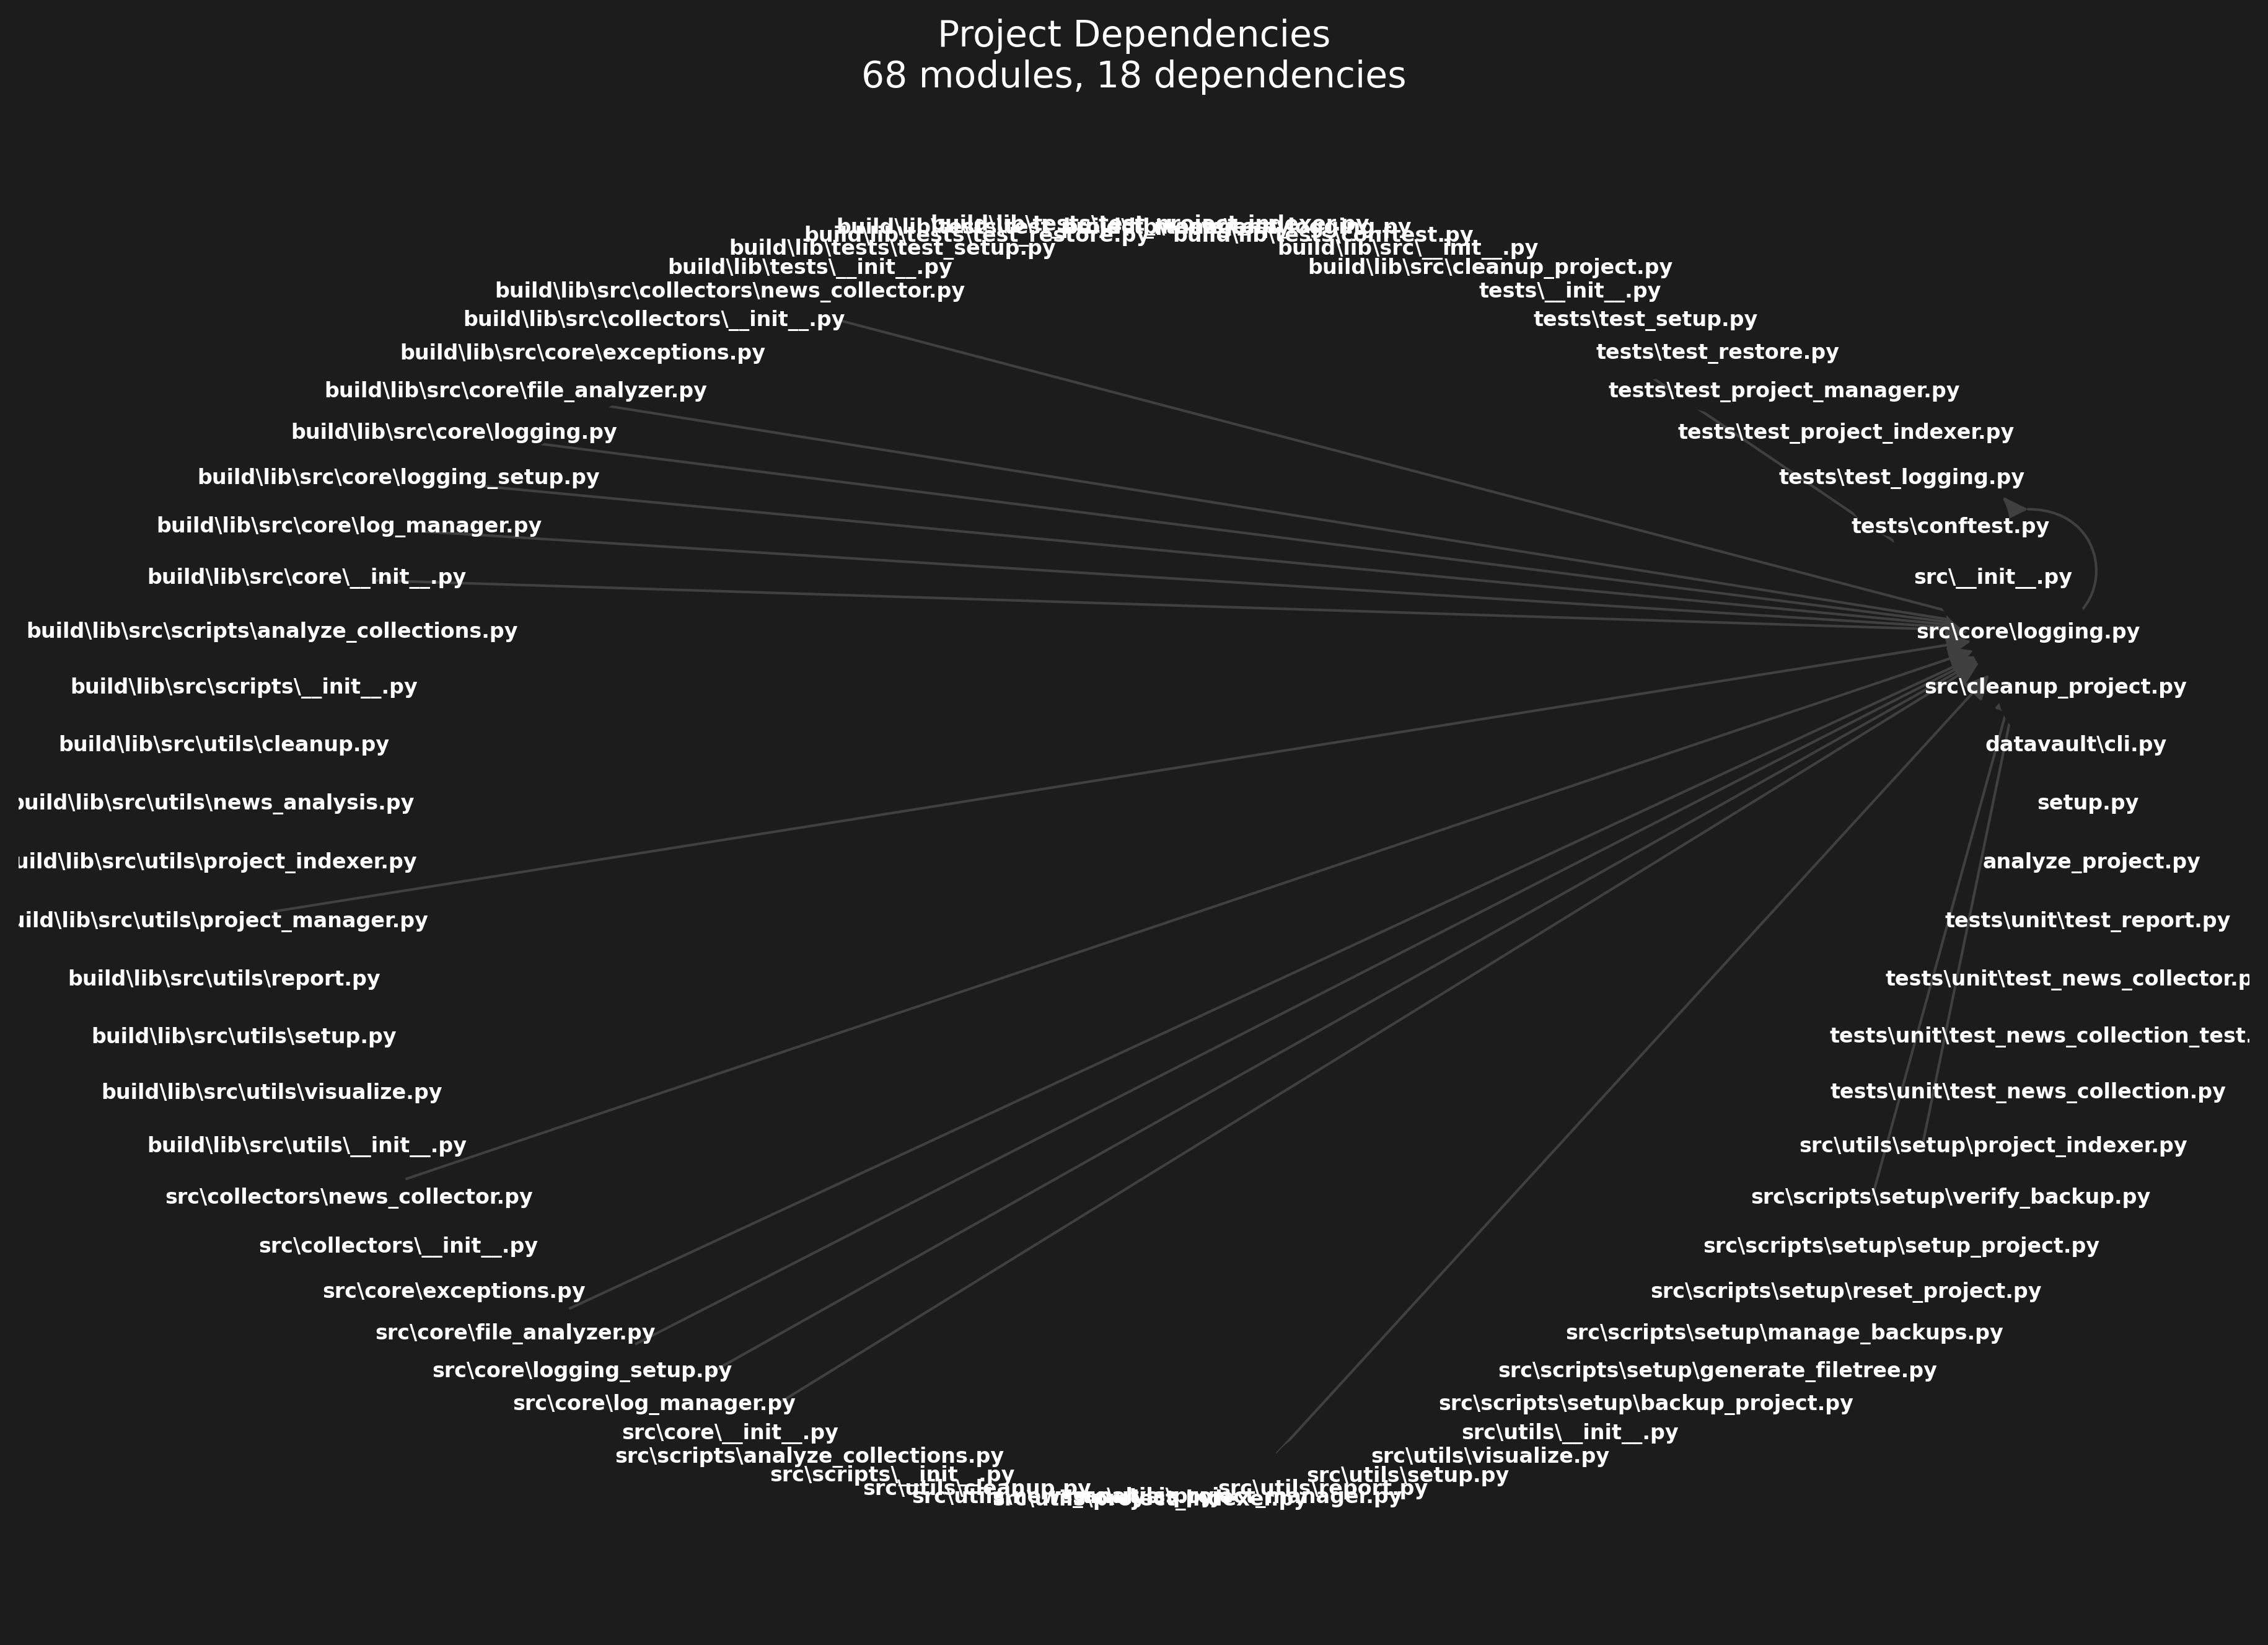 Project Dependencies
68 modules, 18 dependencies
build\lib\tests\test_project_indexer.py
build\lib\tests\test_restore.py
build\lib\tests\conftest.py
build\lib\tests\test_setup.py
build\lib\src\__init__.py
build\lib\tests\__init__.py
build\lib\src\cleanup_project.py
build\lib\src\collectors\news_collector.py
tests\__init__.py
build\lib\src\collectors\__init__.py
tests\test_setup.py
build\lib\src\core\exceptions.py
tests\test_restore.py
build\lib\src\core\file_analyzer.py
tests\test_project_manager.py
build\lib\src\core\logging.py
tests\test_project_indexer.py
build\lib\src\core\logging_setup.py
tests\test_logging.py
build\lib\src\core\log_manager.py
tests\conftest.py
build\lib\src\core\__init__.py
src\__init__.py
build\lib\src\scripts\analyze_collections.py
src\core\logging.py
build\lib\src\scripts\__init__.py
src\cleanup_project.py
build\lib\src\utils\cleanup.py
datavault\cli.py
build\lib\src\utils\news_analysis.py
setup.py
uild\lib\src\utils\project_indexer.py
analyze_project.py
uild\lib\src\utils\project_manager.py
tests\unit\test_report.py
build\lib\src\utils\report.py
tests\unit\test_news_collector.p
build\lib\src\utils\setup.py
tests\unit\test_news_collection_test.
build\lib\src\utils\visualize.py
tests\unit\test_news_collection.py
build\lib\src\utils\__init__.py
src\utils\setup\project_indexer.py
src\collectors\news_collector.py
src\scripts\setup\verify_backup.py
src\collectors\__init__.py
src\scripts\setup\setup_project.py
src\core\exceptions.py
src\scripts\setup\reset_project.py
src\core\file_analyzer.py
src\scripts\setup\manage_backups.py
src\core\logging_setup.py
src\scripts\setup\generate_filetree.py
src\core\log_manager.py
src\scripts\setup\backup_project.py
src\core\__init__.py
src\utils\__init__.py
src\scripts\analyze_collections.py
src\utils\visualize.py
src\scripts\__init__.py
src\utils\setup.py
src\utils\cleanup.py
src\utils\report.py
src\utils\project_indexer.py